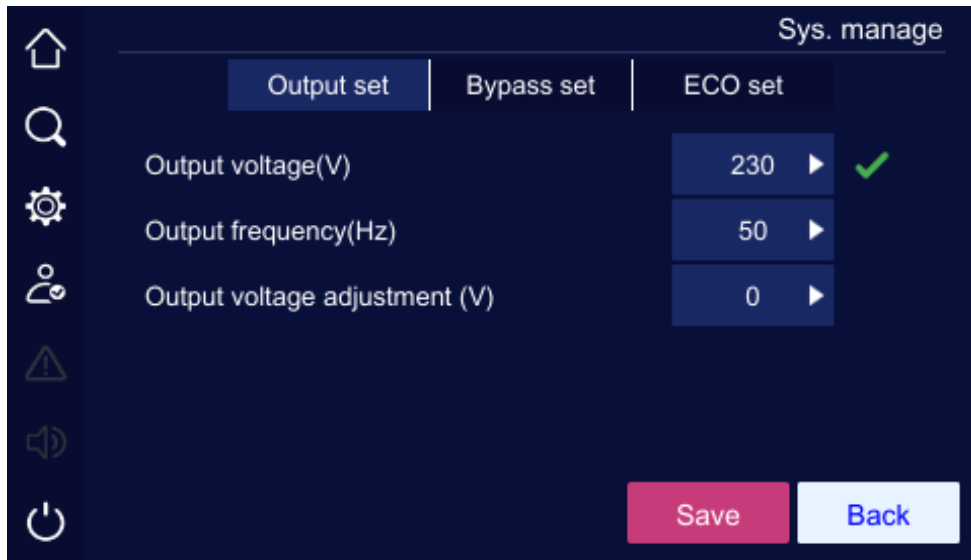 Sys. manage
Output set Bypass set ECO set
Output voltage(V) 230
Output frequency(Hz) 50
Output voltage adjustment (V) 0
Save Back